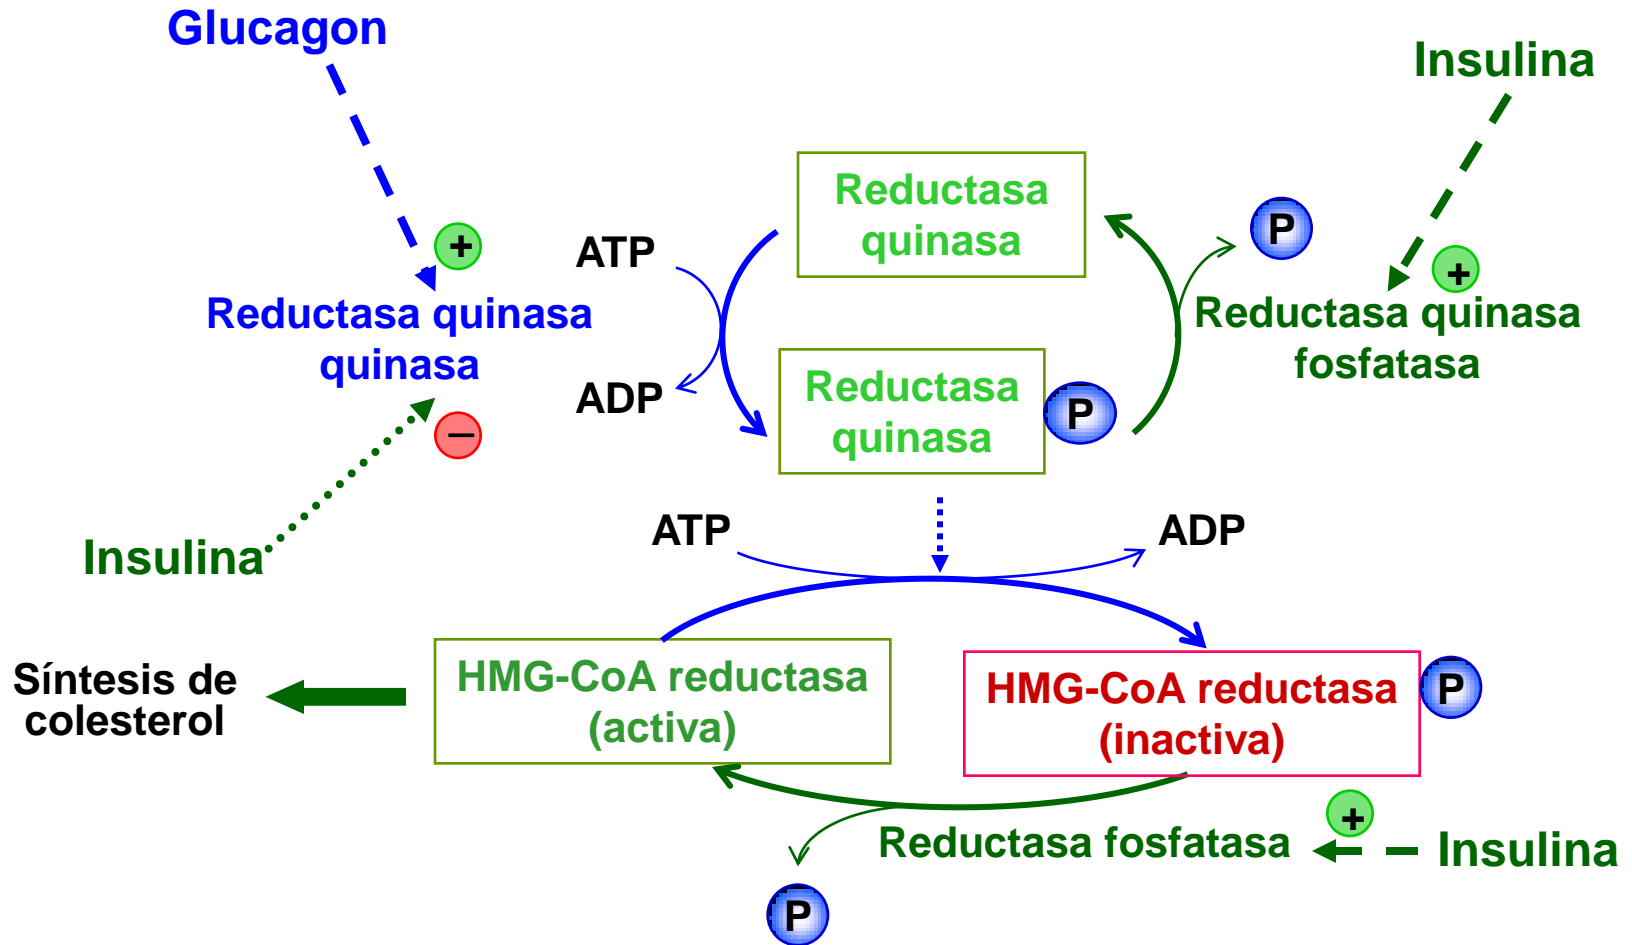 Glucagon
Insulina
Reductasa
quinasa
P
+
ATP
+
Reductasa quinasa
quinasa
Reductasa quinasa
fosfatasa
ADP
Reductasa
quinasa
P
–
ATP
ADP
Insulina
Síntesis de
colesterol
HMG-CoA reductasa
(activa)
HMG-CoA reductasa
(inactiva)
P
+
Reductasa fosfatasa
Insulina
P